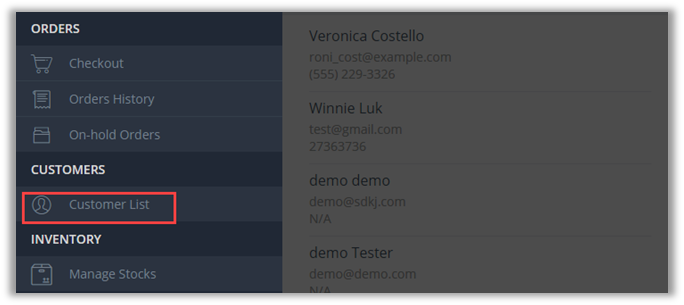 ORDERS
Checkout
Orders History
On-hold Orders
CUSTOMERS
Customer List
INVENTORY
Manage Stocks
Veronica Costello
roni_cost@example.com
(555) 229-3326
Winnie Luk
test@gmail.com
27363736
demo demo
demo@sdkj.com
N/A
demo Tester
demo@demo.com
N/A